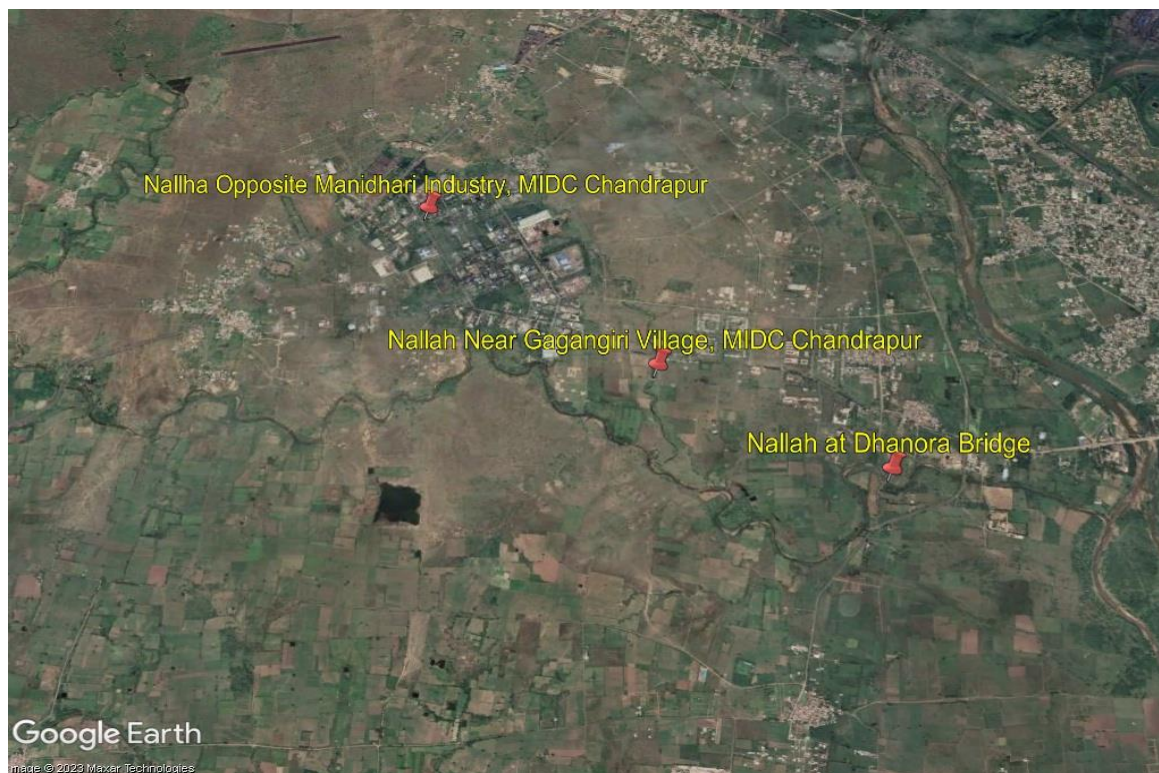 Nallha Opposite Manidhari Industry, MIDC Chandrapur
Nallah Near Gagangiri Village, MIDC Chandrapur
Nallah at Dhanora Bridge
Google Earth
mage © 2023 Maxar Technologies